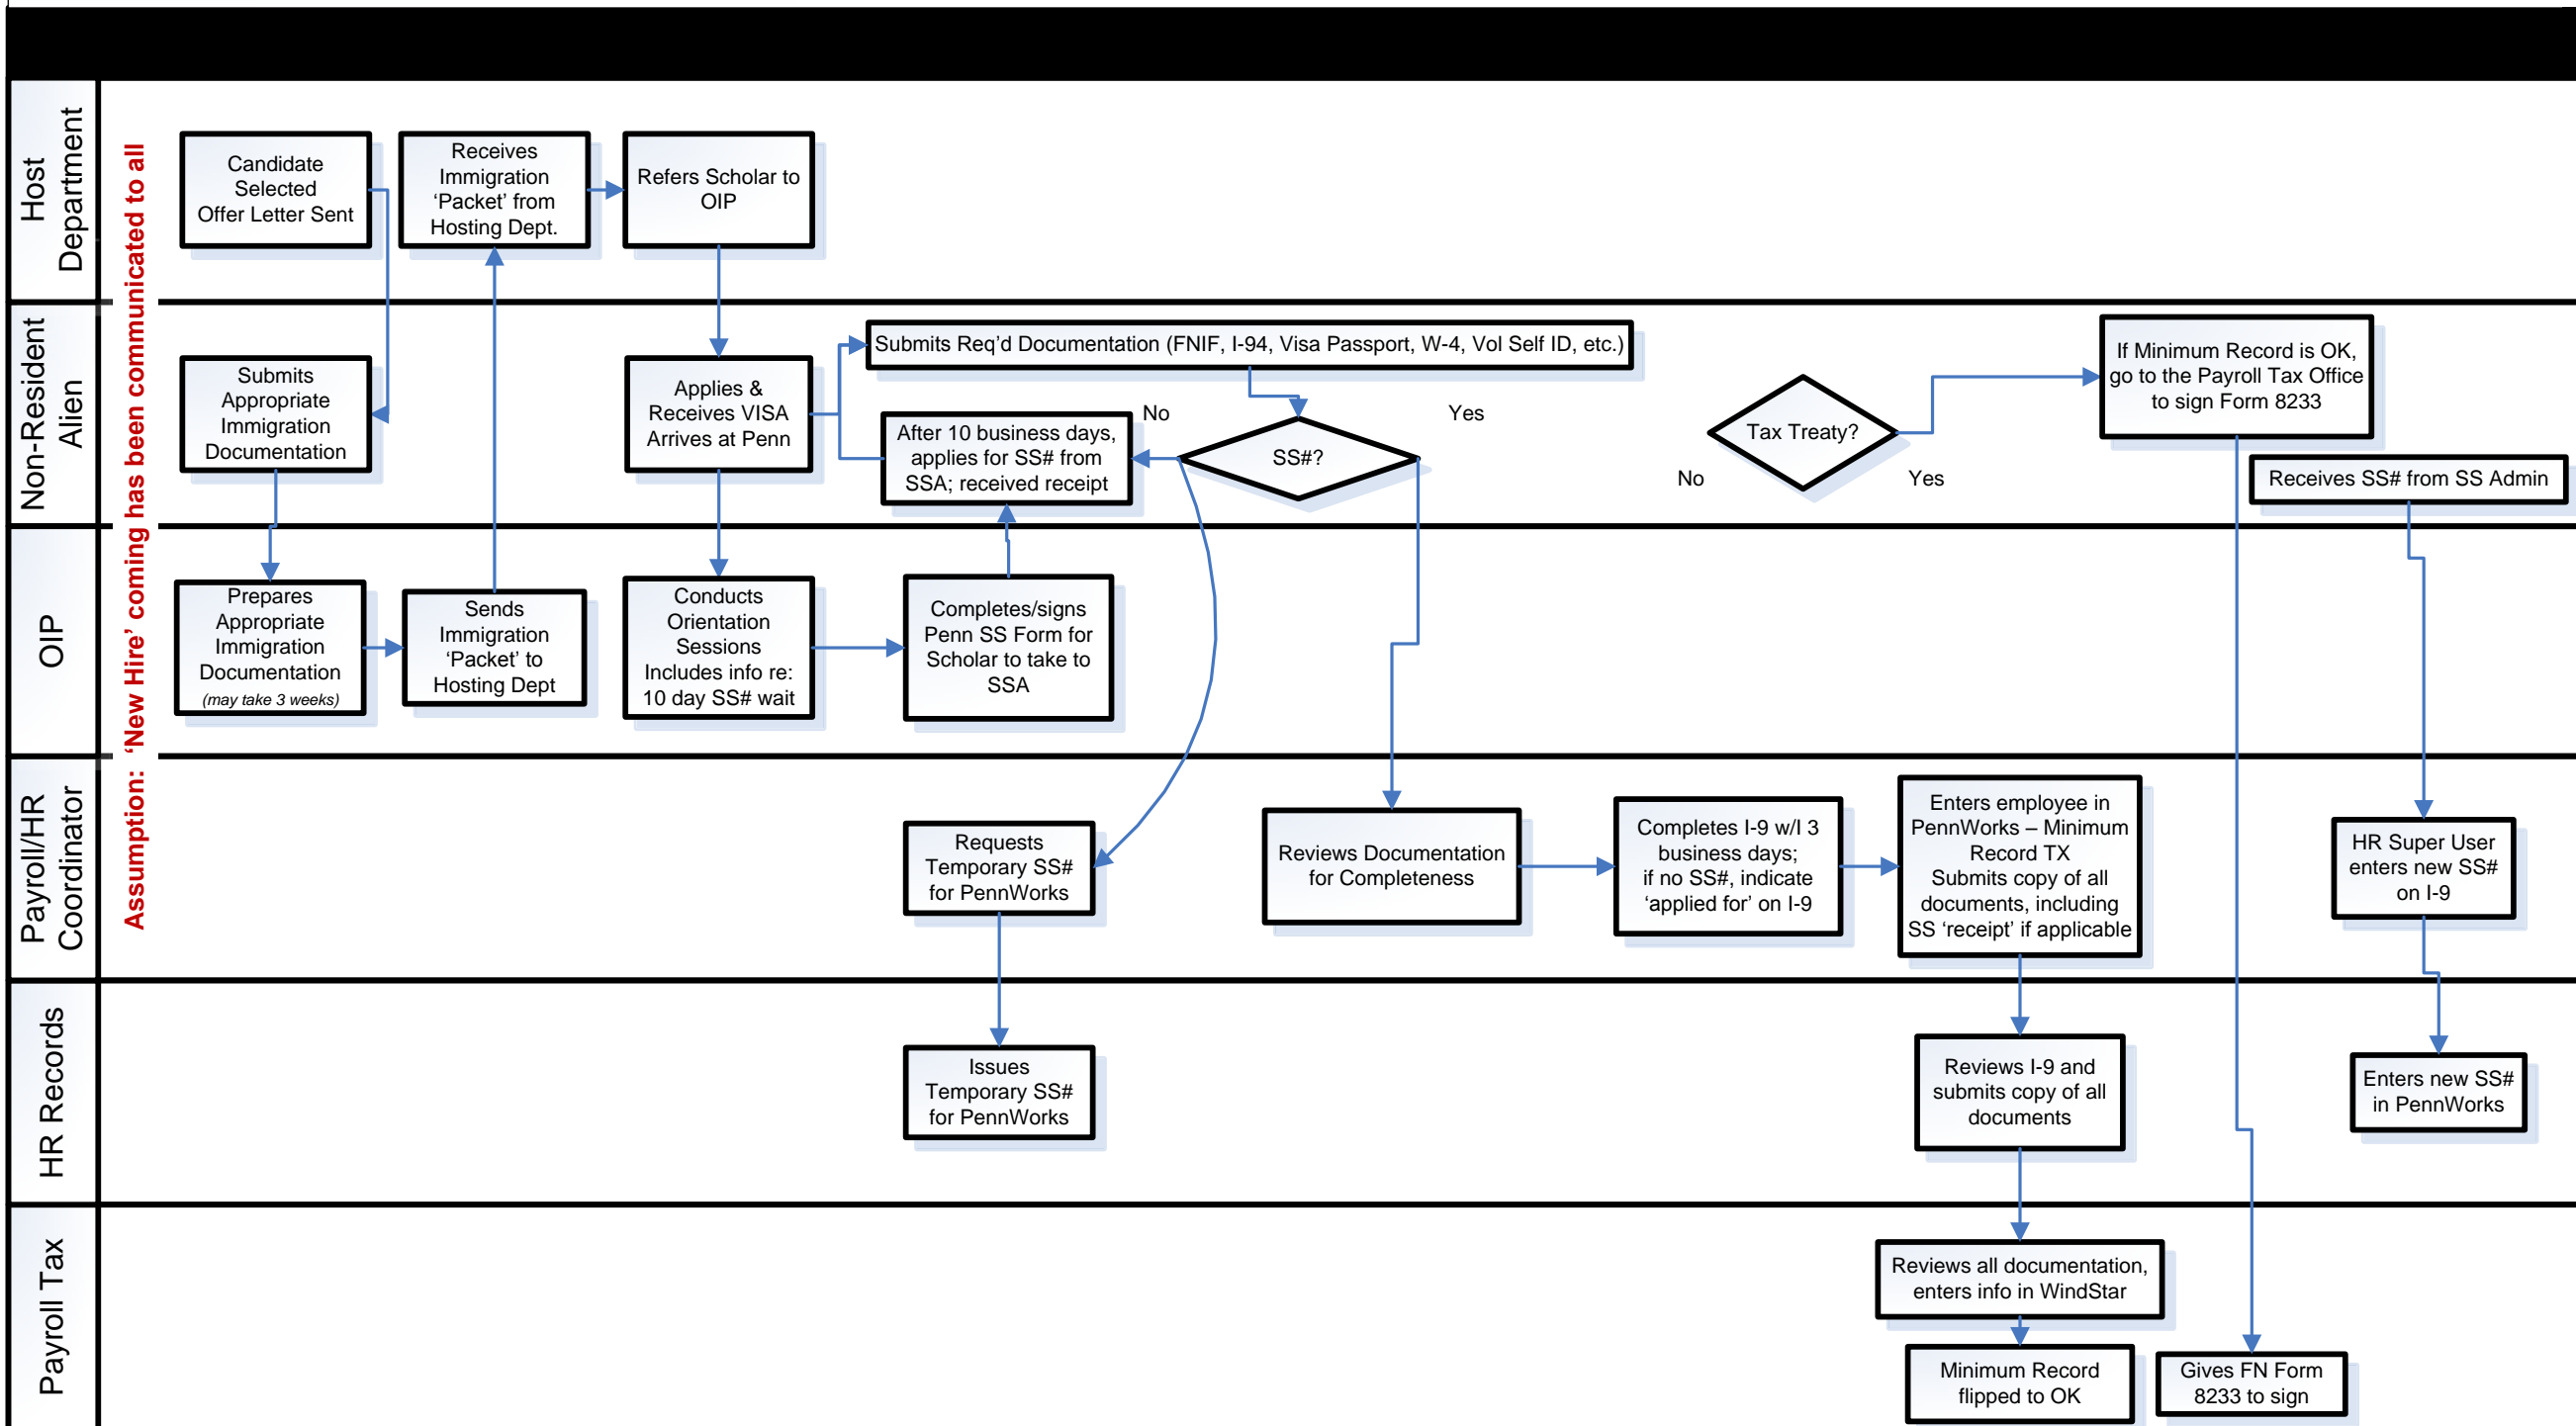 Host
Department
Candidate
Selected
Offer Letter Sent
Receives
Immigration
‘Packet’ from
Hosting Dept.
Refers Scholar to
OIP
Assumption:  ‘New Hire’ coming has been communicated to all
Non-Resident
Alien
Submits
Appropriate
Immigration
Documentation
Applies &
Receives VISA
Arrives at Penn
Submits Req’d Documentation (FNIF, I-94, Visa Passport, W-4, Vol Self ID, etc.)
After 10 business days,
applies for SS# from
SSA; received receipt
No
SS#?
Yes
Tax Treaty?
No
Yes
If Minimum Record is OK,
go to the Payroll Tax Office
to sign Form 8233
Receives SS# from SS Admin
OIP
Prepares
Appropriate
Immigration
Documentation
(may take 3 weeks)
Sends
Immigration
‘Packet’ to
Hosting Dept
Conducts
Orientation
Sessions
Includes info re:
10 day SS# wait
Completes/signs
Penn SS Form for
Scholar to take to
SSA
Payroll/HR
Coordinator
Requests
Temporary SS#
for PennWorks
Reviews Documentation
for Completeness
Completes I-9 w/I 3
business days;
if no SS#, indicate
‘applied for’ on I-9
Enters employee in
PennWorks – Minimum
Record TX
Submits copy of all
documents, including
SS ‘receipt’ if applicable
HR Super User
enters new SS#
on I-9
HR Records
Issues
Temporary SS#
for PennWorks
Reviews I-9 and
submits copy of all
documents
Enters new SS#
in PennWorks
Payroll Tax
Reviews all documentation,
enters info in WindStar
Minimum Record
flipped to OK
Gives FN Form
8233 to sign